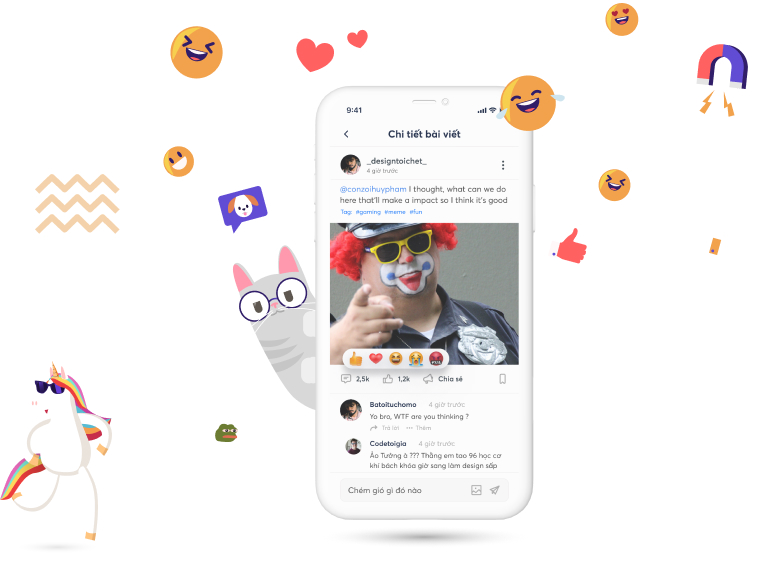 9:41
Chi tiết bài viết
_designtoichet_
4 giờ trước
@conzoihuypham I thought, what can we do
here that'll make a impact so I think it's good
Tag: #gaming #meme #fun
2,5k 1,2k Chia sẻ
Batoituchomo 4 giờ trước
Yo bro, WTF are you thinking ?
Trả lời Thêm
Codetoigia 4 giờ trước
Ảo Tưởng à ??? Thằng em tao 96 học cơ
khí bách khóa giờ sang làm design sấp
Chém gió gì đó nào